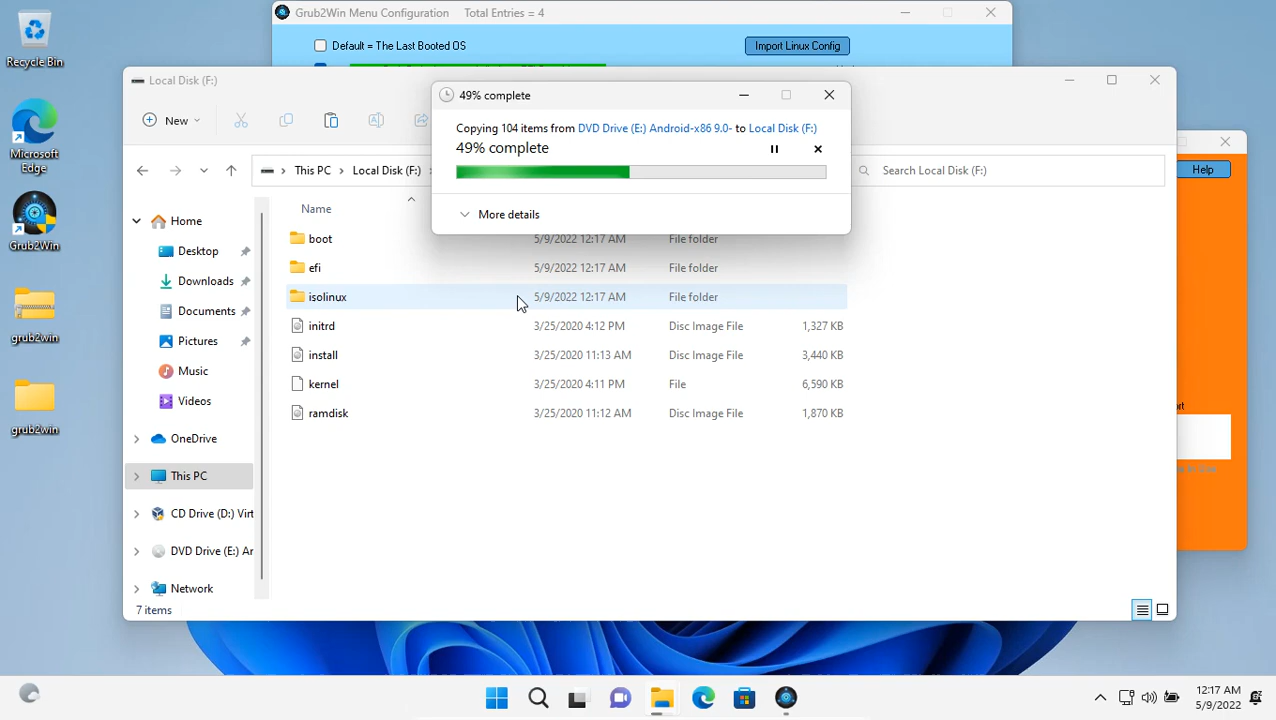 Recycle Bin
Microsoft Edge
Grub2Win
grub2win
grub2win
Grub2Win Menu Configuration Total Entries = 4
Default = The Last Booted OS
Import Linux Config
Help
Local Disk (F:)
New
This PC > Local Disk (F:)
Search Local Disk (F:)
49% complete
Copying 104 items from DVD Drive (E:) Android-x86 9.0- to Local Disk (F:)
49% complete
More details
Home
Desktop
Downloads
Documents
Pictures
Music
Videos
OneDrive
This PC
CD Drive (D:) Virt
DVD Drive (E:) Ar
Network
Name
boot 5/9/2022 12:17 AM File folder
efi 5/9/2022 12:17 AM File folder
isolinux 5/9/2022 12:17 AM File folder
initrd 3/25/2020 4:12 PM Disc Image File 1,327 KB
install 3/25/2020 11:13 AM Disc Image File 3,440 KB
kernel 3/25/2020 4:11 PM File 6,590 KB
ramdisk 3/25/2020 11:12 AM Disc Image File 1,870 KB
7 items
12:17 AM
5/9/2022